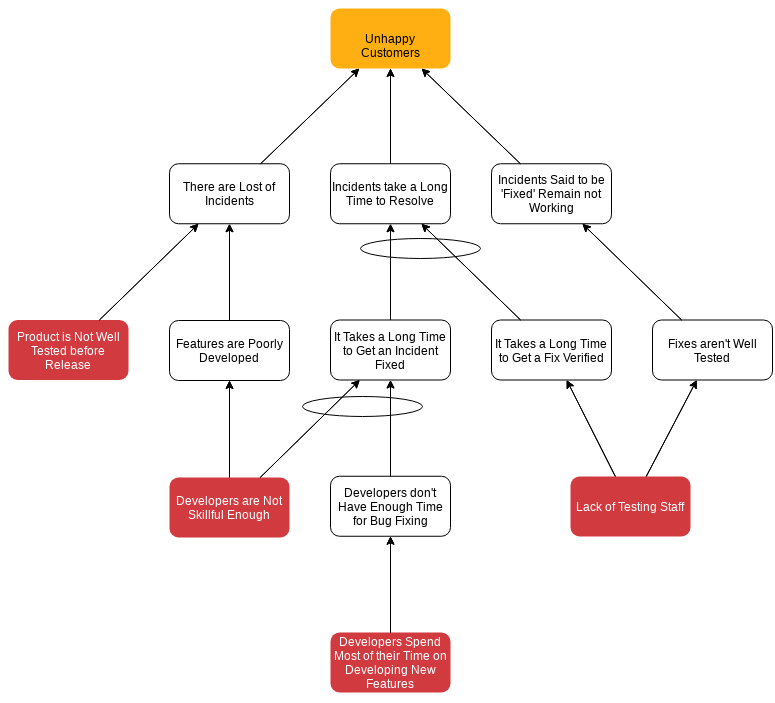 Unhappy
Customers
There are Lost of
Incidents
Incidents take a Long
Time to Resolve
Incidents Said to be
'Fixed' Remain not
Working
Product is Not Well
Tested before
Release
Features are Poorly
Developed
It Takes a Long Time
to Get an Incident
Fixed
It Takes a Long Time
to Get a Fix Verified
Fixes aren't Well
Tested
Developers are Not
Skillful Enough
Developers don't
Have Enough Time
for Bug Fixing
Lack of Testing Staff
Developers Spend
Most of their Time on
Developing New
Features